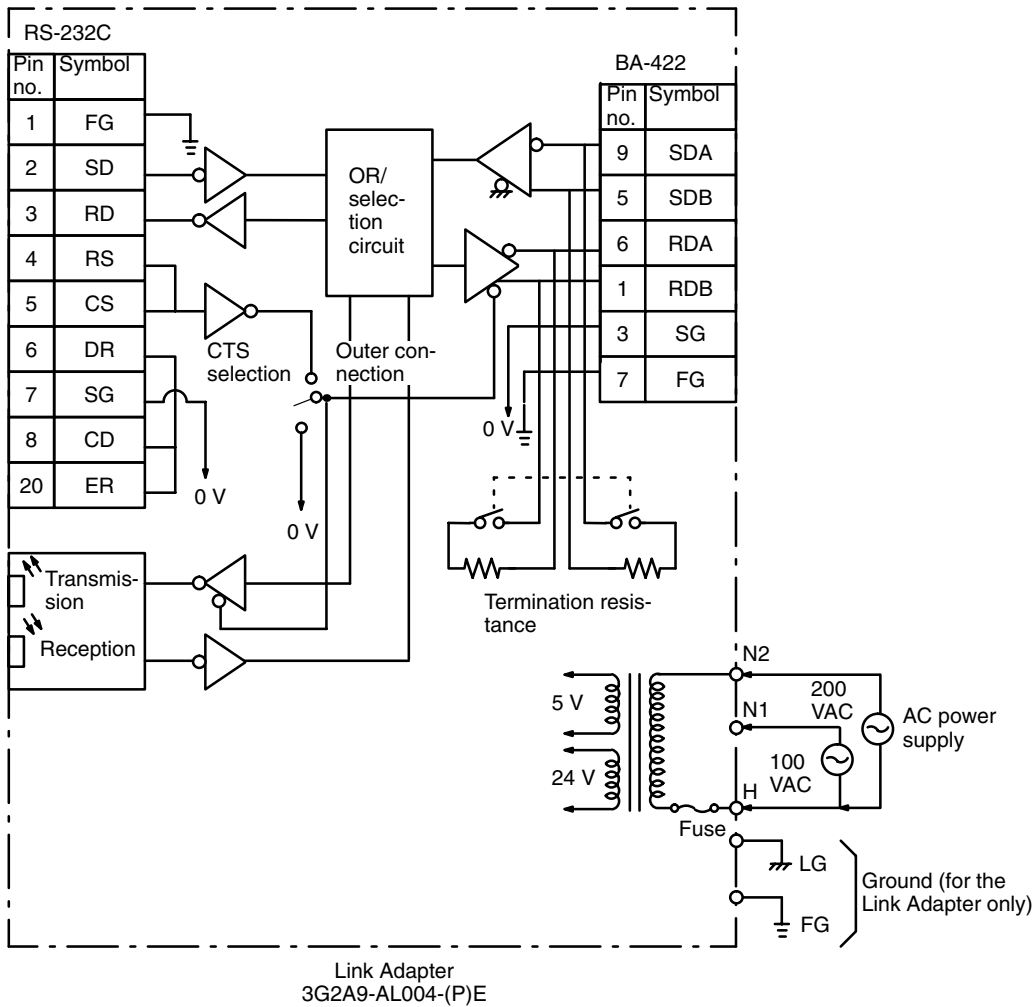 RS-232C
Pin no. Symbol
1 FG
2 SD
3 RD
4 RS
5 CS
6 DR
7 SG
8 CD
20 ER
BA-422
Pin no. Symbol
9 SDA
5 SDB
6 RDA
1 RDB
3 SG
7 FG
OR/
selec-
tion
circuit
CTS
selection
Outer con-
nection
0 V
0 V
0 V
Transmis-
sion
Reception
Termination resis-
tance
5 V
24 V
Fuse
N2
N1
H
200
VAC
100
VAC
AC power
supply
LG
FG
Ground (for the
Link Adapter only)
Link Adapter
3G2A9-AL004-(P)E